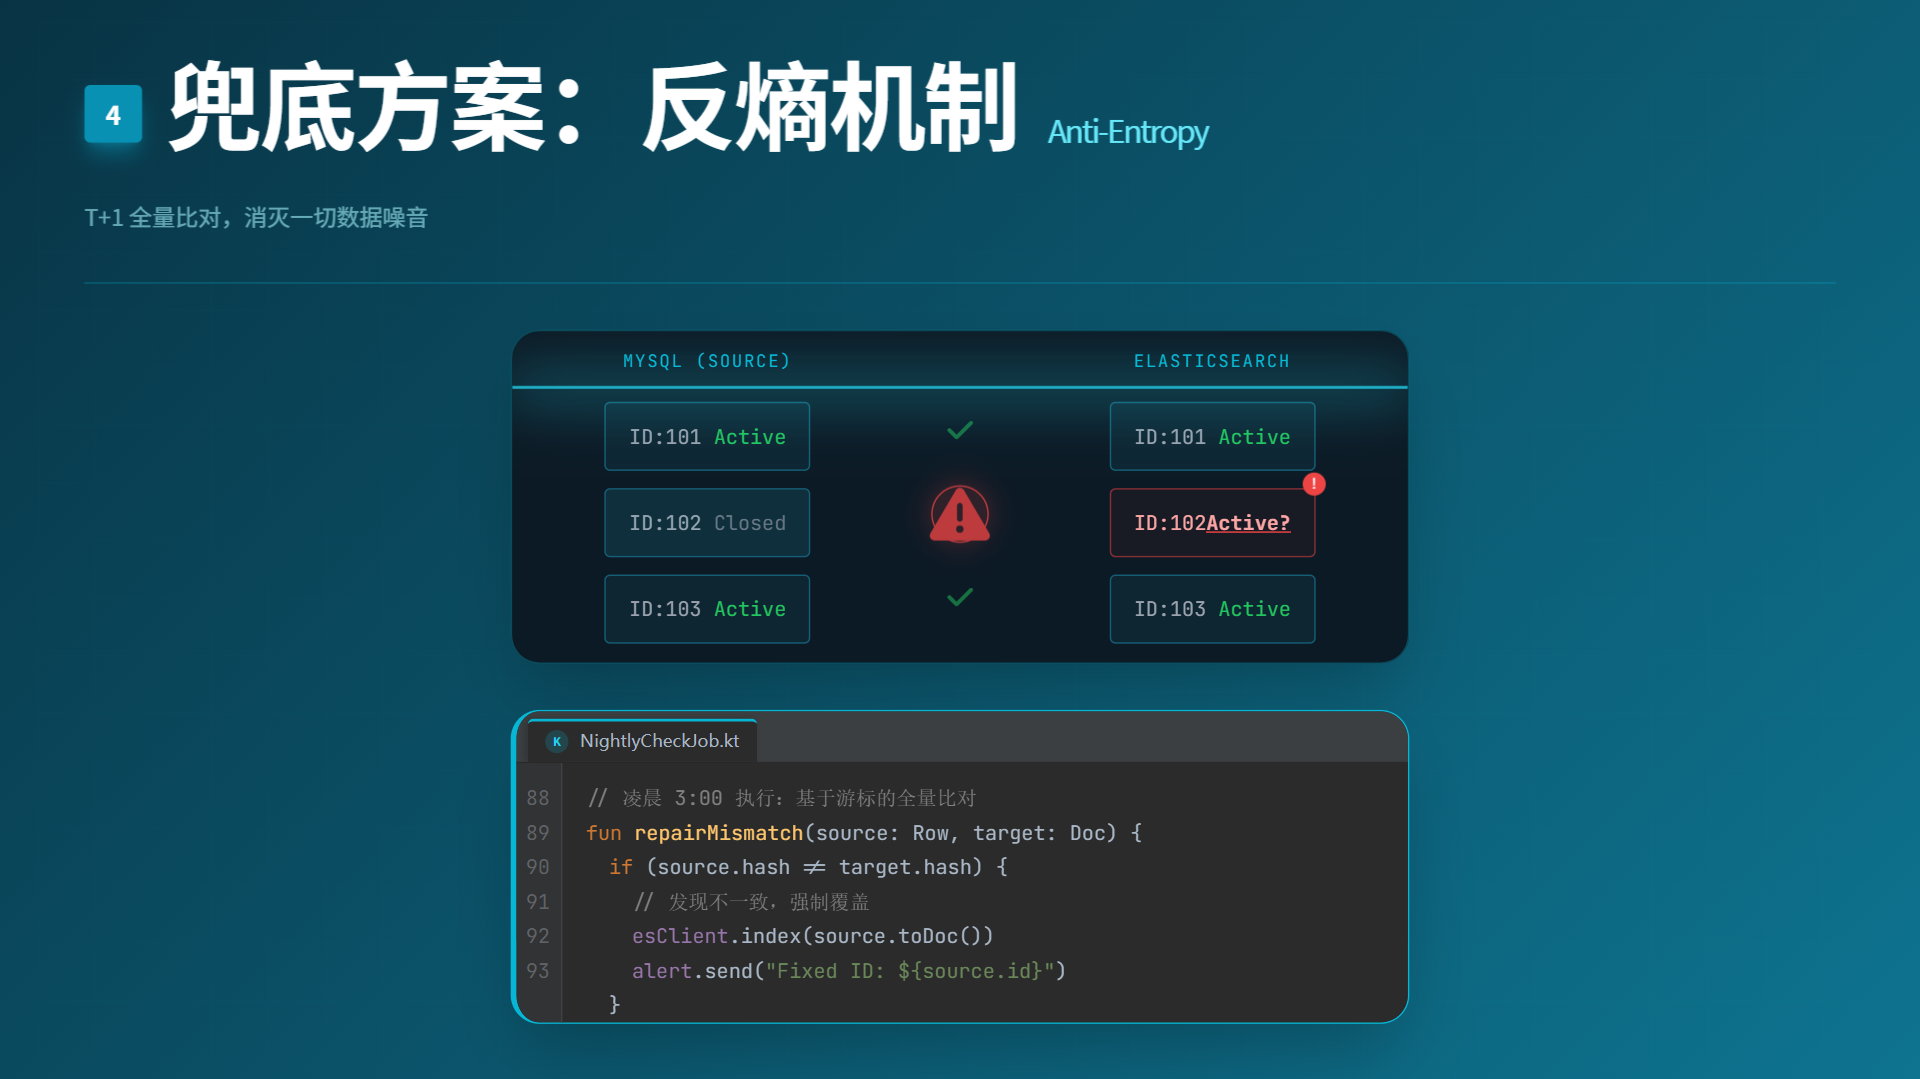 4 兜底方案：反熵机制 Anti-Entropy
T+1 全量比对，消灭一切数据噪音
MYSQL (SOURCE) ELASTICSEARCH
ID:101 Active ID:101 Active
!
ID:102 Closed ID:102Active?
ID:103 Active ID:103 Active
K NightlyCheckJob.kt
88 // 凌晨 3:00 执行：基于游标的全量比对
89 fun repairMismatch(source: Row, target: Doc) {
90 if (source.hash != target.hash) {
91 // 发现不一致，强制覆盖
92 esClient.index(source.toDoc())
93 alert.send("Fixed ID: ${source.id}")
}